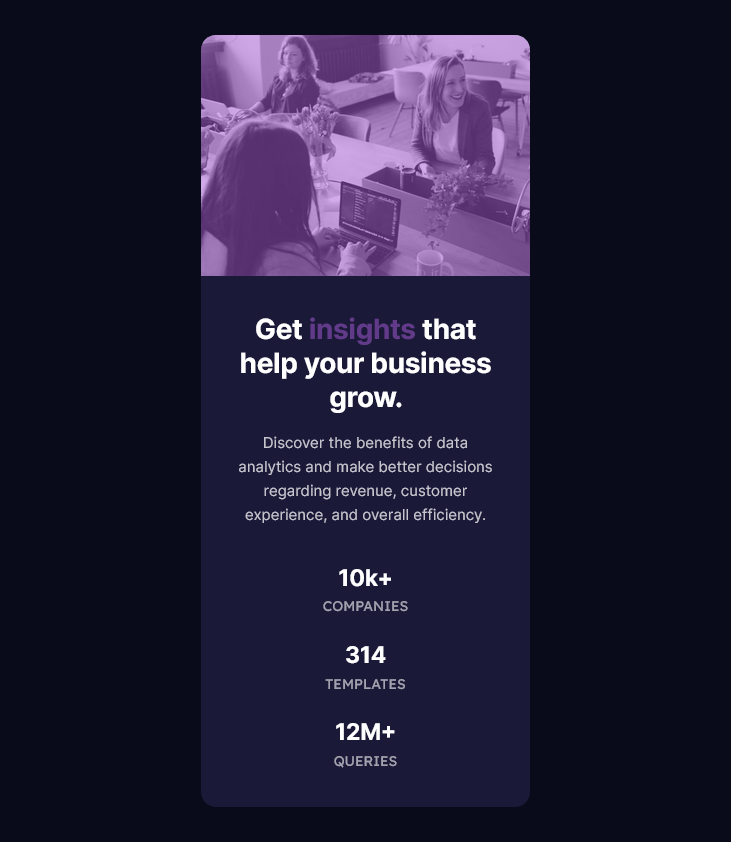 Get insights that
help your business
grow.
Discover the benefits of data
analytics and make better decisions
regarding revenue, customer
experience, and overall efficiency.
10k+
COMPANIES
314
TEMPLATES
12M+
QUERIES